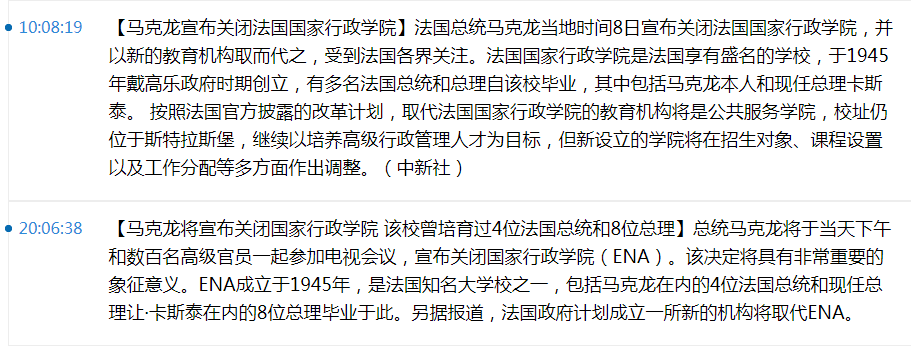 10:08:19 【马克龙宣布关闭法国国家行政学院】法国总统马克龙当地时间8日宣布关闭法国国家行政学院，并
以新的教育机构取而代之，受到法国各界关注。法国国家行政学院是法国享有盛名的学校，于1945
年戴高乐政府时期创立，有多名法国总统和总理自该校毕业，其中包括马克龙本人和现任总理卡斯
泰。 按照法国官方披露的改革计划，取代法国国家行政学院的教育机构将是公共服务学院，校址仍
位于斯特拉斯堡，继续以培养高级行政管理人才为目标，但新设立的学院将在招生对象、课程设置
以及工作分配等多方面作出调整。（中新社）
20:06:38 【马克龙将宣布关闭国家行政学院 该校曾培育过4位法国总统和8位总理】总统马克龙将于当天下午
和数百名高级官员一起参加电视会议，宣布关闭国家行政学院（ENA）。该决定将具有非常重要的
象征意义。ENA成立于1945年，是法国知名大学校之一，包括马克龙在内的4位法国总统和现任总
理让·卡斯泰在内的8位总理毕业于此。另据报道，法国政府计划成立一所新的机构将取代ENA。